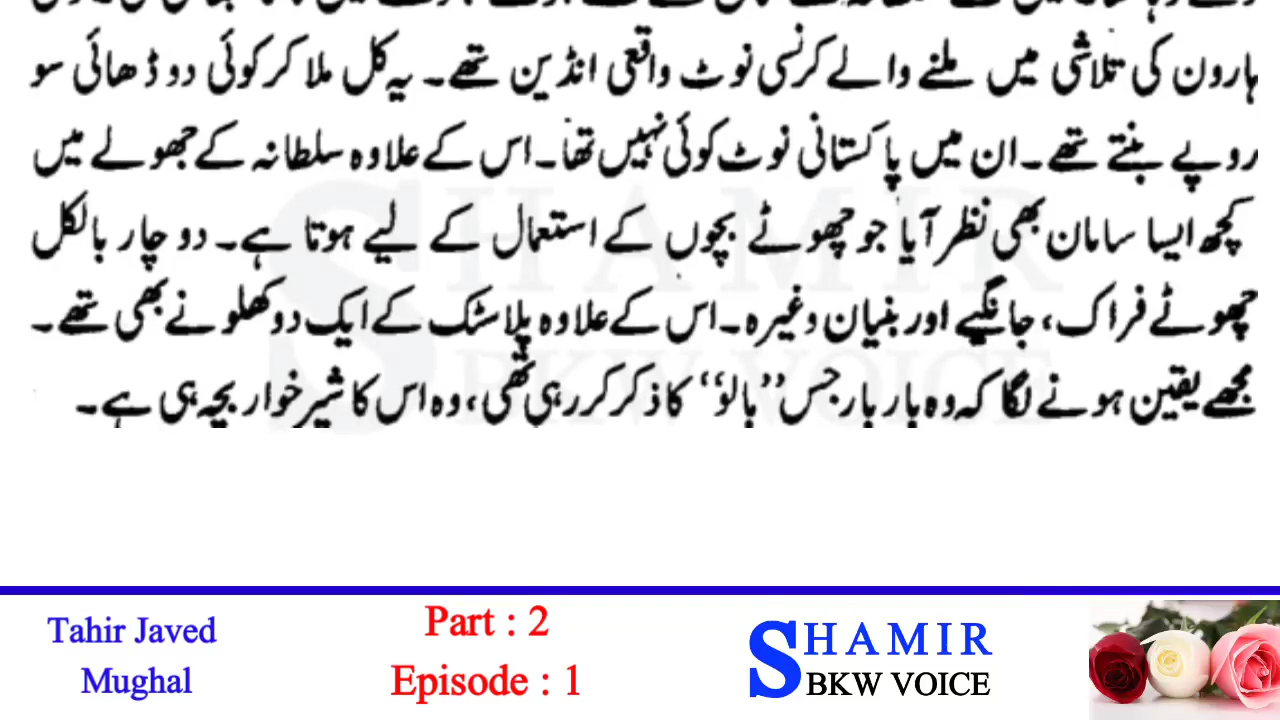 ہارون کی تلاشی میں ملنے والے کرنسی نوٹ واقعی انڈین تھے۔ یہ کل ملا کر کوئی دو ڈھائی سو
روپے بنتے تھے۔ ان میں پاکستانی نوٹ کوئی نہیں تھا۔ اس کے علاوہ سلطانہ کے جھولے میں
کچھ ایسا سامان بھی نظر آیا جو چھوٹے بچوں کے استعمال کے لیے ہوتا ہے۔ دو چار بالکل
چھوٹے فراک، جانگیے اور بنیان وغیرہ۔ اس کے علاوہ پلاسٹک کے ایک دو کھلونے بھی تھے۔
مجھے یقین ہونے لگا کہ وہ بار بار جس ”بالو“ کا ذکر کر رہی تھی، وہ اس کا شیر خوار بچہ ہی ہے۔
SHAMIR
BKW VOICE
Tahir Javed
Mughal
Part : 2
Episode : 1
SHAMIR
BKW VOICE